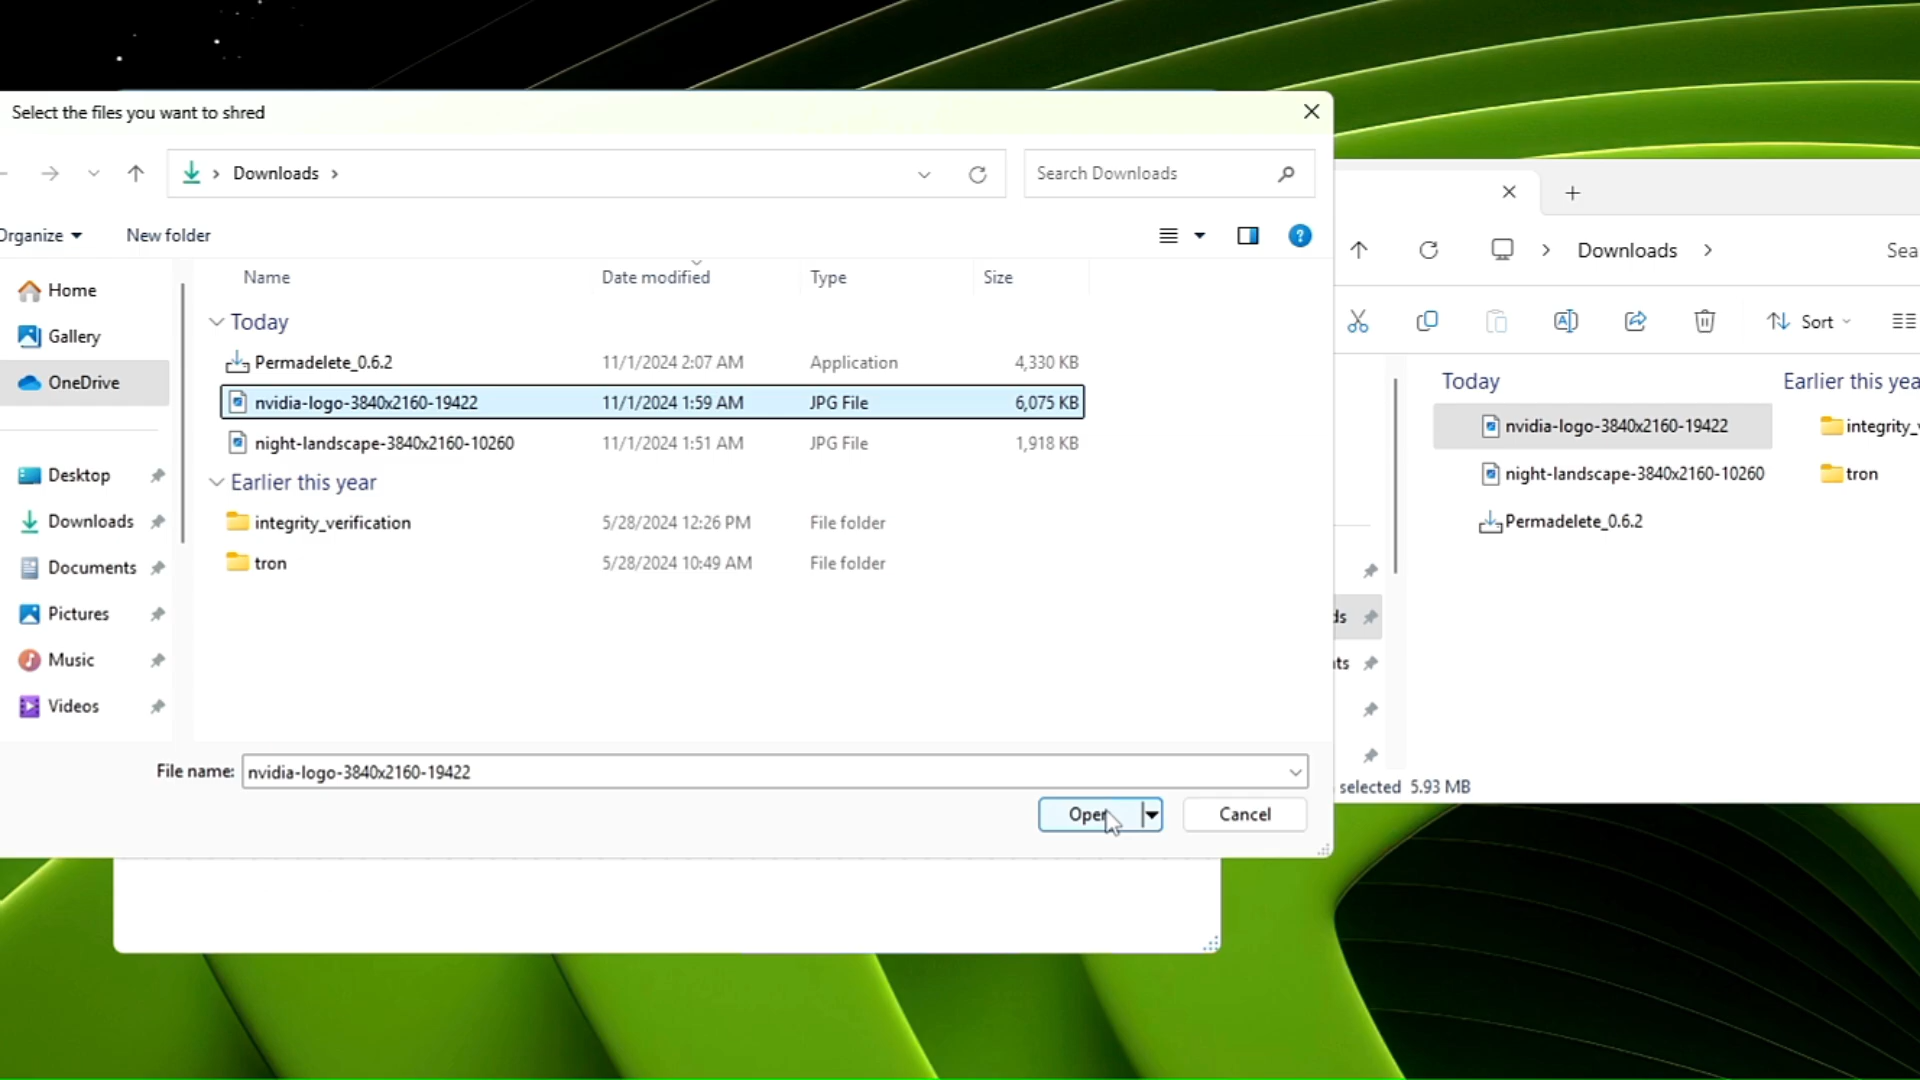 Select the files you want to shred
Downloads
Search Downloads
Organize
New folder
Name
Date modified
Type
Size
Home
Gallery
OneDrive
Desktop
Downloads
Documents
Pictures
Music
Videos
Today
Permadelete_0.6.2 11/1/2024 2:07 AM Application 4,330 KB
nvidia-logo-3840x2160-19422 11/1/2024 1:59 AM JPG File 6,075 KB
night-landscape-3840x2160-10260 11/1/2024 1:51 AM JPG File 1,918 KB
Earlier this year
integrity_verification 5/28/2024 12:26 PM File folder
tron 5/28/2024 10:49 AM File folder
File name: nvidia-logo-3840x2160-19422
Open
Cancel
Downloads
Sea
Sort
Today
nvidia-logo-3840x2160-19422
night-landscape-3840x2160-10260
Permadelete_0.6.2
Earlier this yea
integrity_v
tron
ds
its
selected 5.93 MB